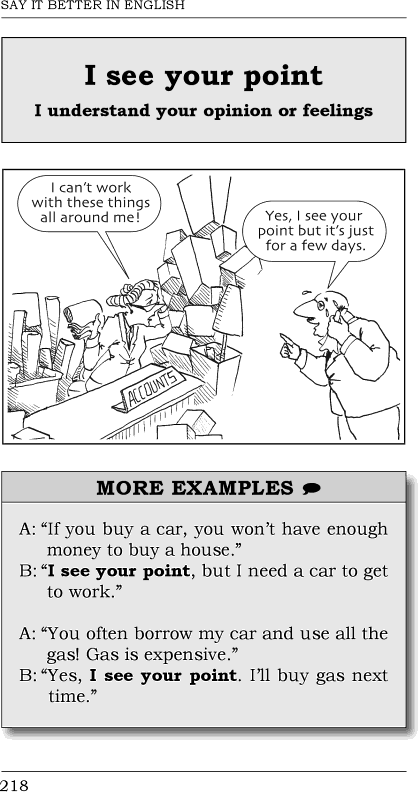 SAY IT BETTER IN ENGLISH
I see your point
I understand your opinion or feelings
I can't work
with these things
all around me!
Yes, I see your
point but it's just
for a few days.
ACCOUNTS
MORE EXAMPLES
A: “If you buy a car, you won’t have enough
money to buy a house.”
B: “I see your point, but I need a car to get
to work.”
A: “You often borrow my car and use all the
gas! Gas is expensive.”
B: “Yes, I see your point. I’ll buy gas next
time.”
218